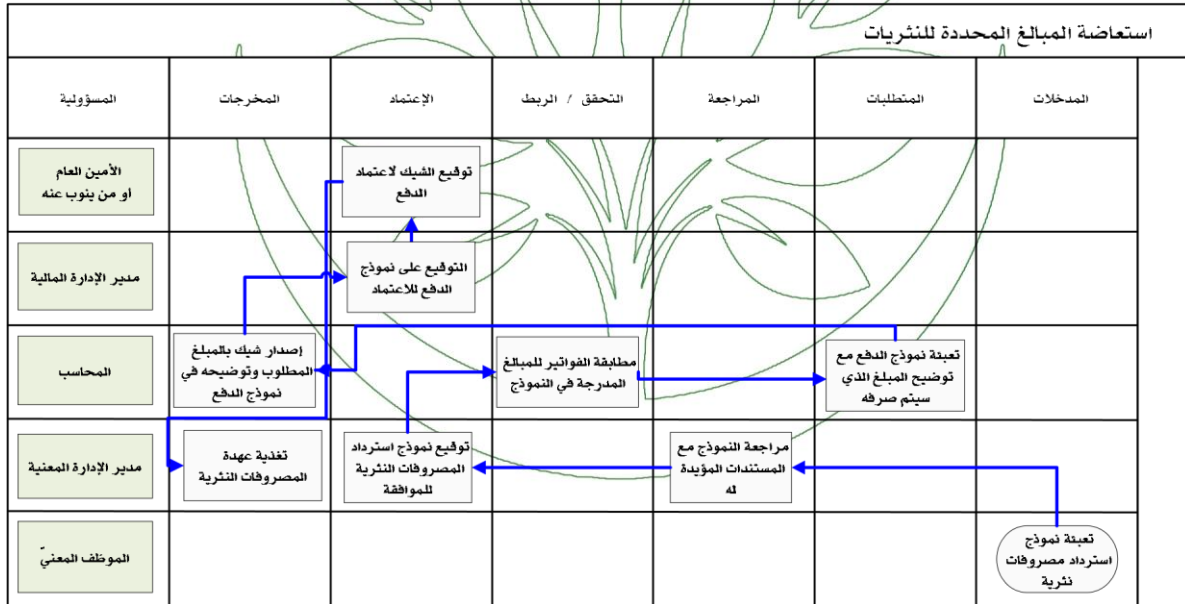 استعاضة المبالغ المحددة للنثريات
المدخلات
المتطلبات
المراجعة
التحقق / الربط
الإعتماد
المخرجات
المسؤولية
توقيع الشيك لاعتماد
الدفع
الأمين العام
او من ينوب عنه
التوقيع على نموذج
الدفع للاعتماد
مدير الإدارة المالية
تعبئة نموذج الدفع مع
توضيح المبلغ الذي
سيتم صرفه
مطابقة الفواتير للمبالغ
المدرجة في النموذج
إصدار شيك بالمبلغ
المطلوب وتوضيحه في
نموذج الدفع
المحاسب
مراجعة النموذج مع
المستندات المؤيدة
له
توقيع نموذج استرداد
المصروفات النثرية
للموافقة
تغذية عهدة
المصروفات النثرية
مدير الإدارة المعنية
تعبئة نموذج
استرداد مصروفات
نثرية
الموظف المعنيّ